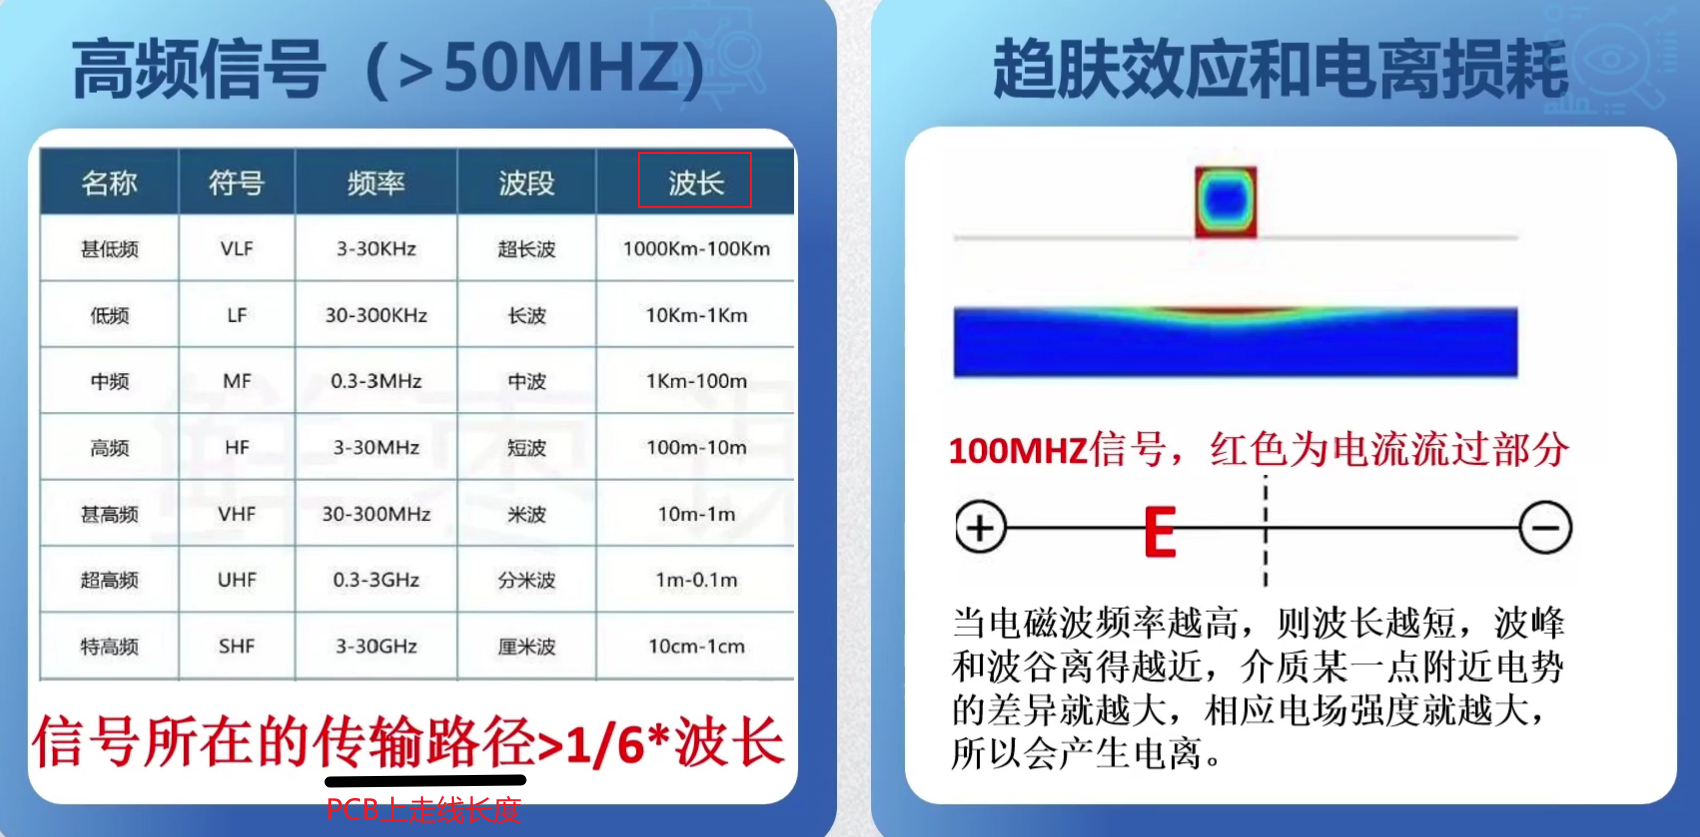 高频信号（>50MHZ）
名称 符号 频率 波段 波长
甚低频 VLF 3-30KHz 超长波 1000Km-100Km
低频 LF 30-300KHz 长波 10Km-1Km
中频 MF 0.3-3MHz 中波 1Km-100m
高频 HF 3-30MHz 短波 100m-10m
甚高频 VHF 30-300MHz 米波 10m-1m
超高频 UHF 0.3-3GHz 分米波 1m-0.1m
特高频 SHF 3-30GHz 厘米波 10cm-1cm
信号所在的传输路径>1/6*波长
PCB上走线长度
趋肤效应和电离损耗
100MHZ信号，红色为电流流过部分
+ E −
当电磁波频率越高，则波长越短，波峰
和波谷离得越近，介质某一点附近电势
的差异就越大，相应电场强度就越大，
所以会产生电离。